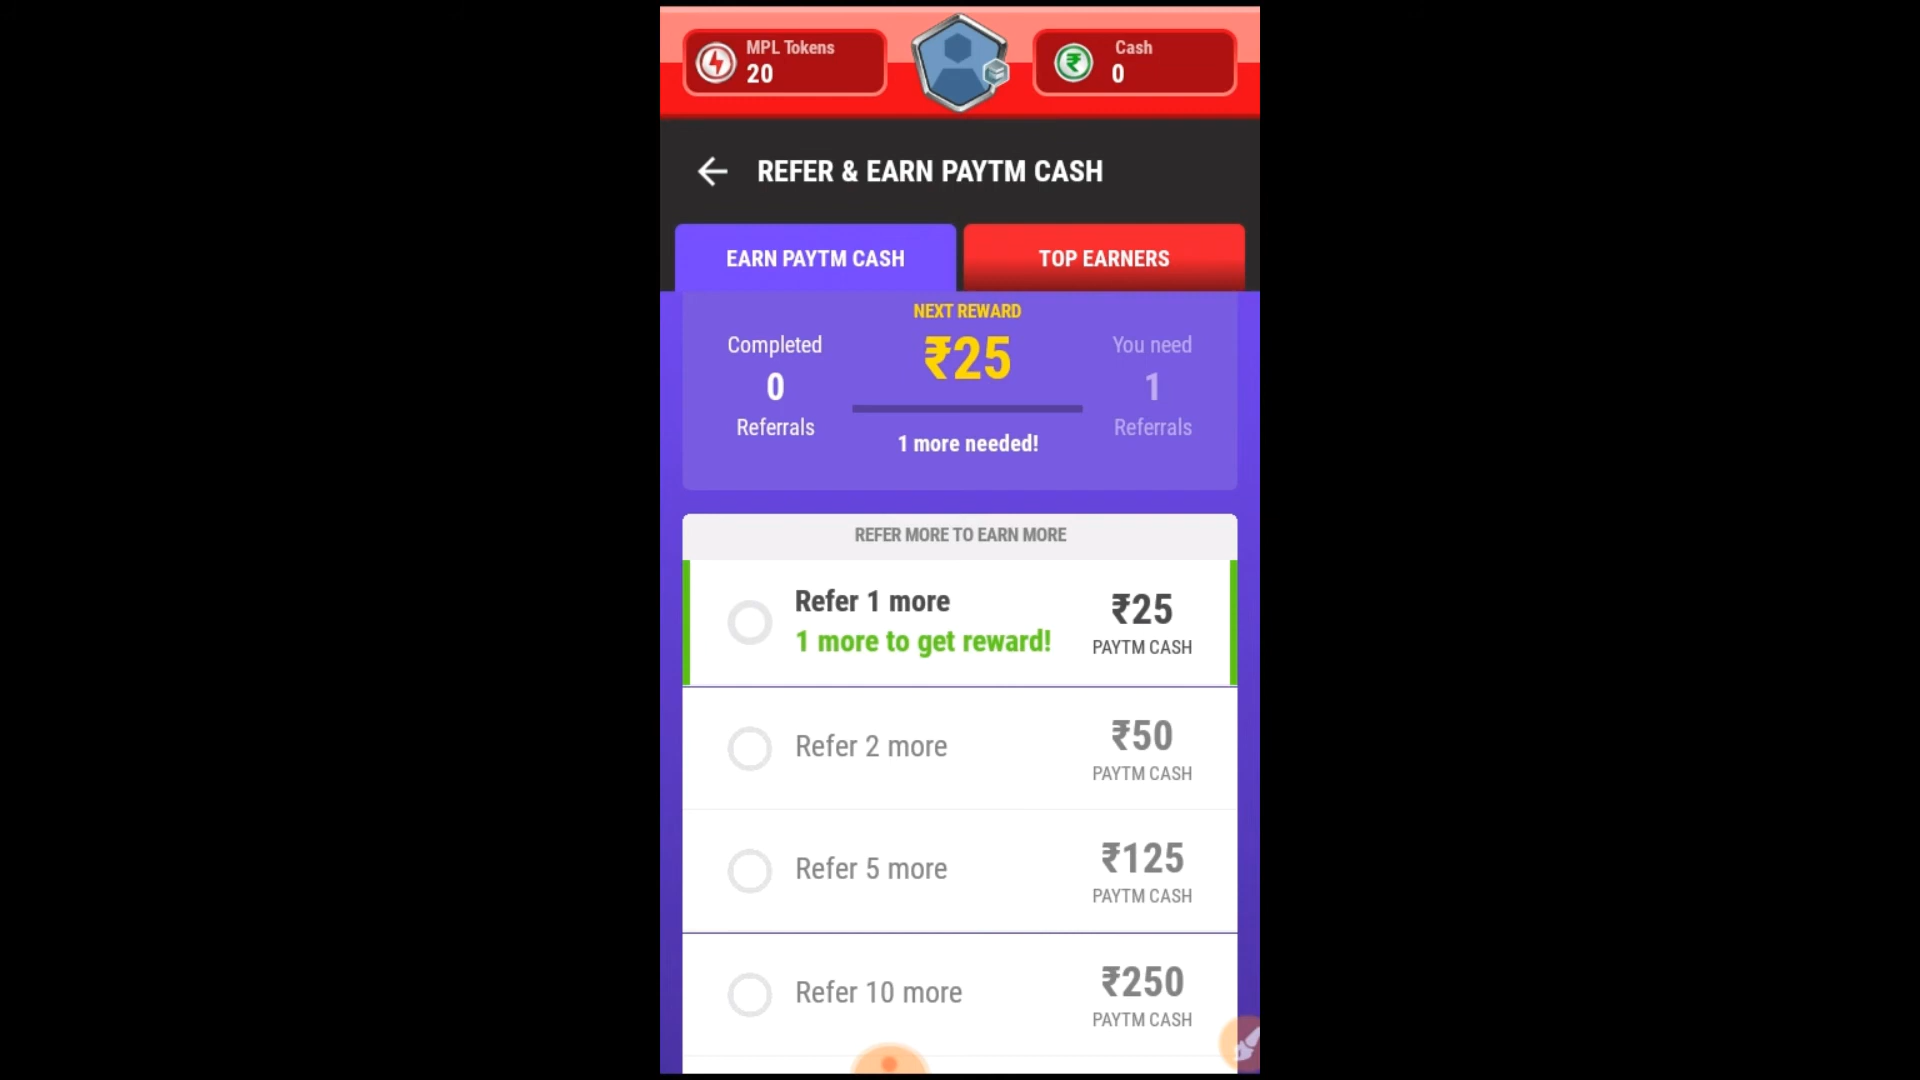 MPL Tokens
20
Cash
0
REFER & EARN PAYTM CASH
EARN PAYTM CASH
TOP EARNERS
NEXT REWARD
₹25
Completed
0
Referrals
You need
1
Referrals
1 more needed!
REFER MORE TO EARN MORE
Refer 1 more
1 more to get reward!
₹25
PAYTM CASH
Refer 2 more
₹50
PAYTM CASH
Refer 5 more
₹125
PAYTM CASH
Refer 10 more
₹250
PAYTM CASH